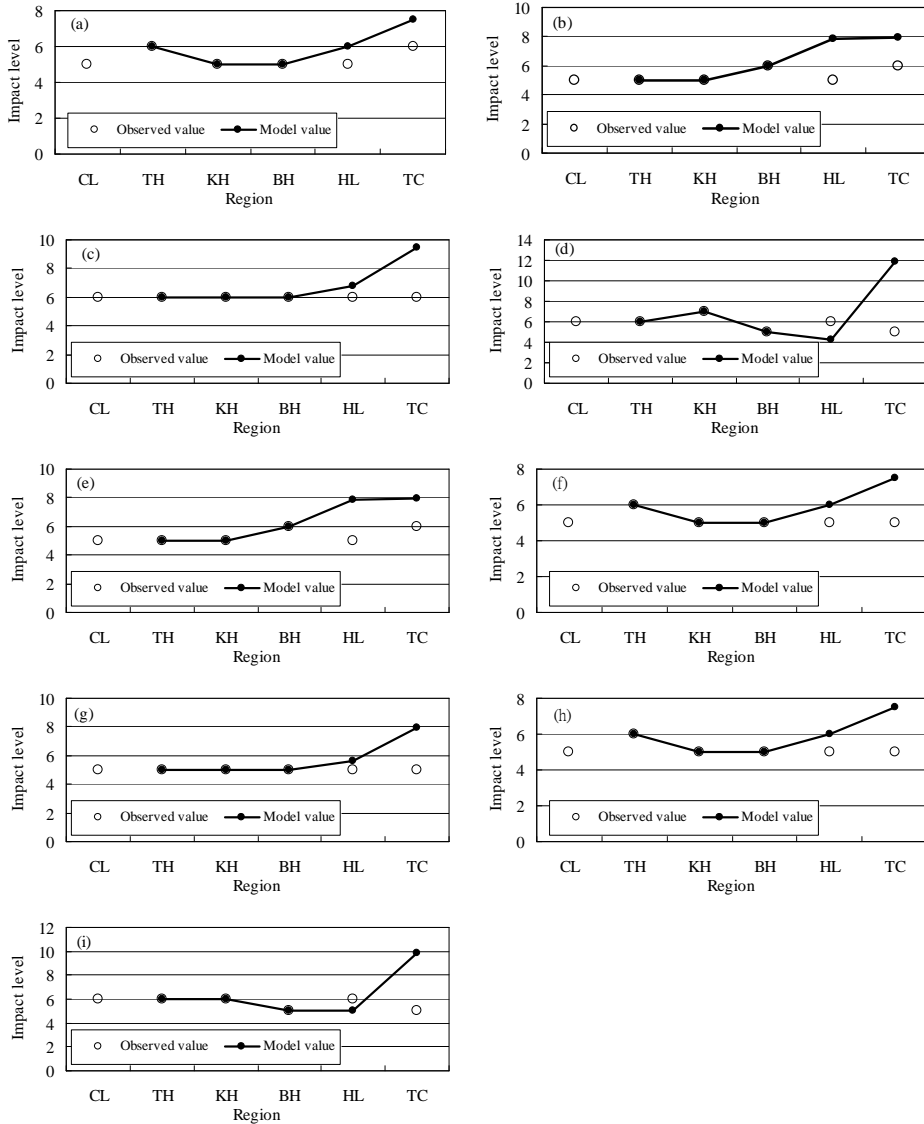 (a)
Impact level
8
6
4
2
0
Observed value Model value
CL TH KH BH HL TC
Region
(b)
Impact level
10
8
6
4
2
0
Observed value Model value
CL TH KH BH HL TC
Region
(c)
Impact level
10
8
6
4
2
0
Observed value Model value
CL TH KH BH HL TC
Region
(d)
Impact level
14
12
10
8
6
4
2
0
Observed value Model value
CL TH KH BH HL TC
Region
(e)
Impact level
10
8
6
4
2
0
Observed value Model value
CL TH KH BH HL TC
Region
(f)
Impact level
8
6
4
2
0
Observed value Model value
CL TH KH BH HL TC
Region
(g)
Impact level
10
8
6
4
2
0
Observed value Model value
CL TH KH BH HL TC
Region
(h)
Impact level
8
6
4
2
0
Observed value Model value
CL TH KH BH HL TC
Region
(i)
Impact level
12
10
8
6
4
2
0
Observed value Model value
CL TH KH BH HL TC
Region